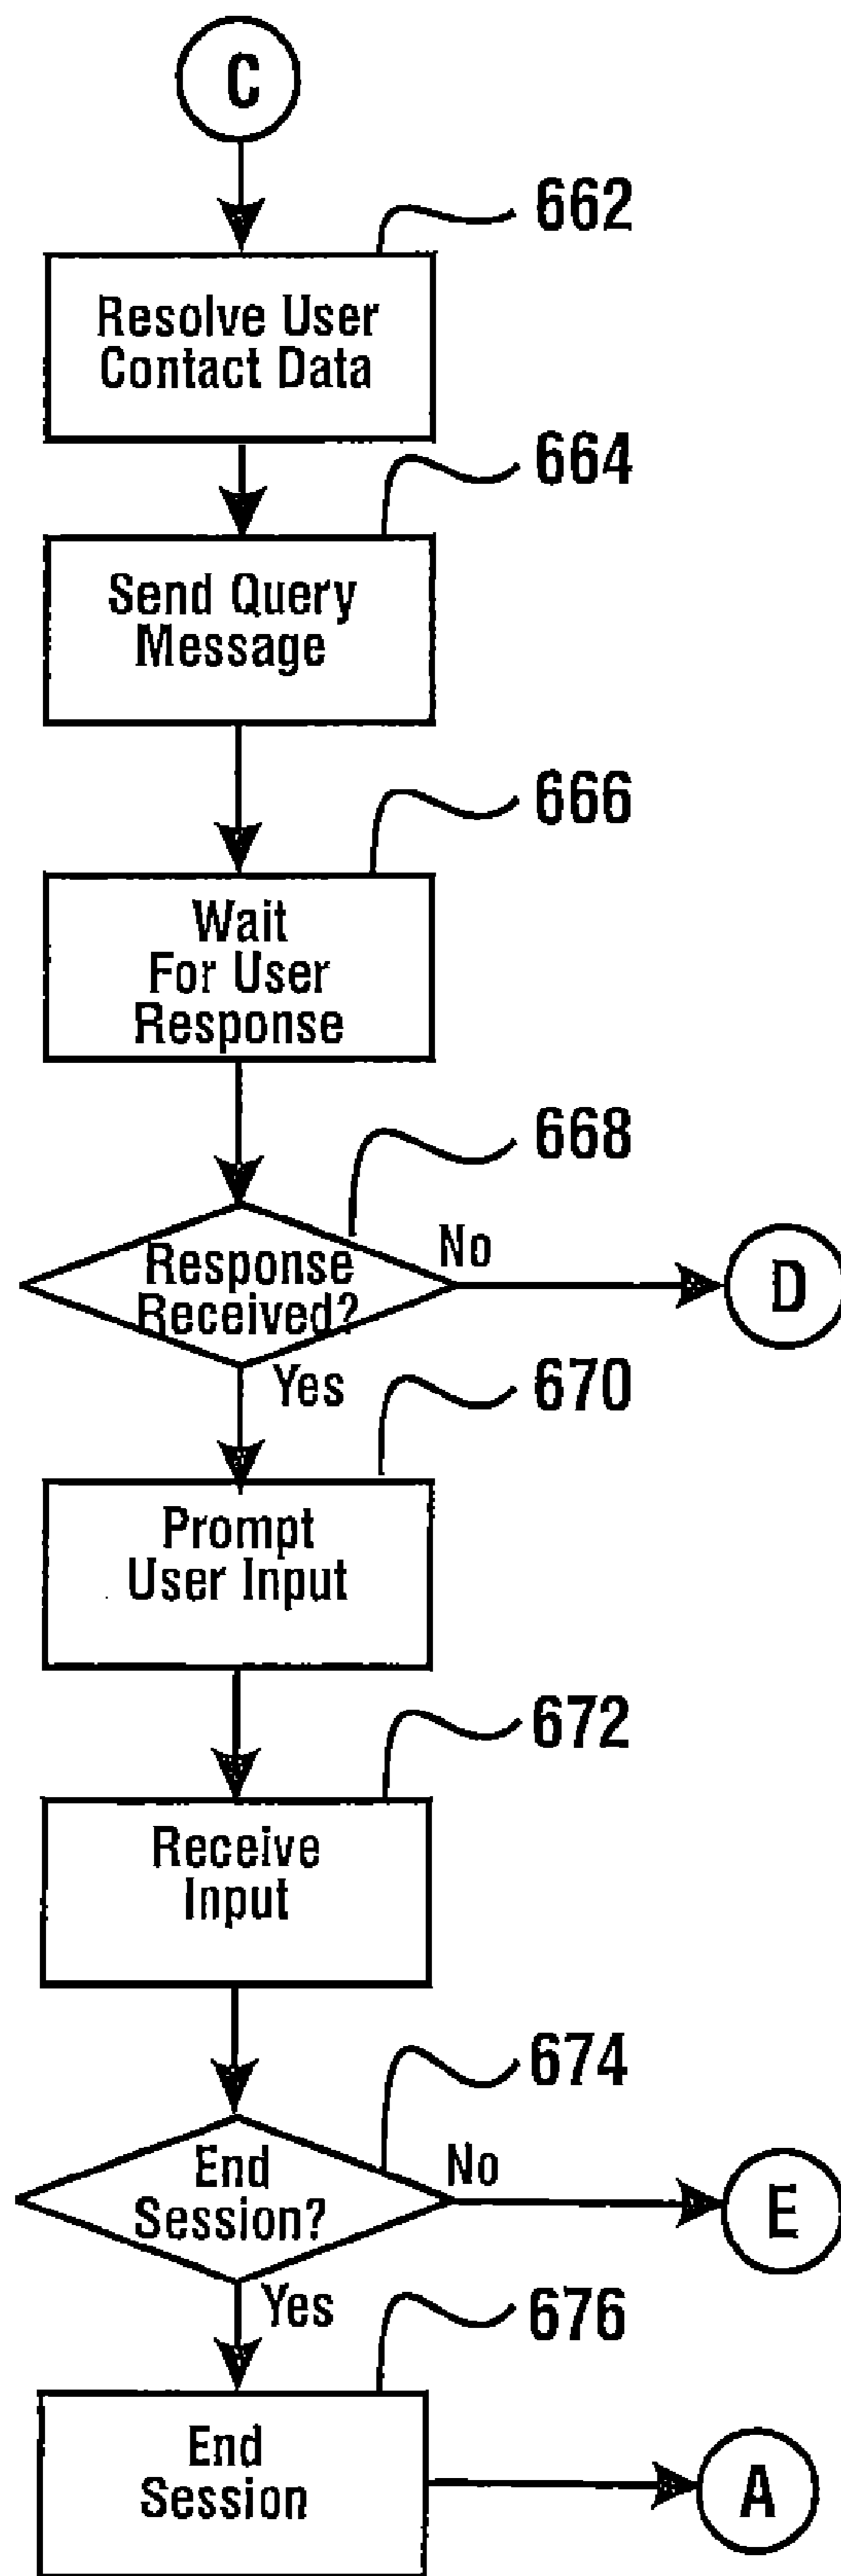 C
662
Resolve User
Contact Data
664
Send Query
Message
666
Wait
For User
Response
668
Response
Received?
No
D
Yes
670
Prompt
User Input
672
Receive
Input
674
End
Session?
No
E
Yes
676
End
Session
A